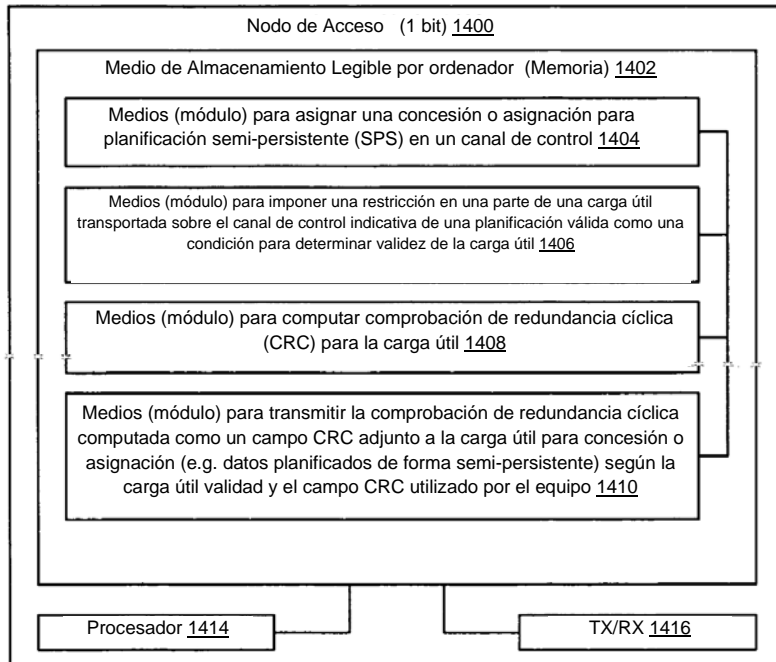 Nodo de Acceso (1 bit) 1400
Medio de Almacenamiento Legible por ordenador (Memoria) 1402
Medios (módulo) para asignar una concesión o asignación para
planificación semi-persistente (SPS) en un canal de control 1404
Medios (módulo) para imponer una restricción en una parte de una carga útil
transportada sobre el canal de control indicativa de una planificación válida como una
condición para determinar validez de la carga útil 1406
Medios (módulo) para computar comprobación de redundancia cíclica
(CRC) para la carga útil 1408
Medios (módulo) para transmitir la comprobación de redundancia cíclica
computada como un campo CRC adjunto a la carga útil para concesión o
asignación (e.g. datos planificados de forma semi-persistente) según la
carga útil validad y el campo CRC utilizado por el equipo 1410
Procesador 1414
TX/RX 1416